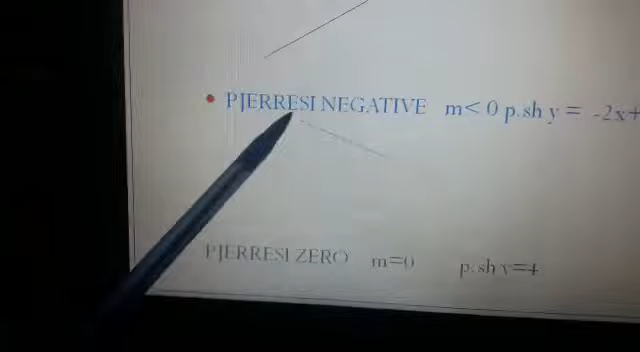 PJERRESI NEGATIVE m< 0 p.sh y = -2x+
PJERRESI ZERO m=0 p.sh y=4